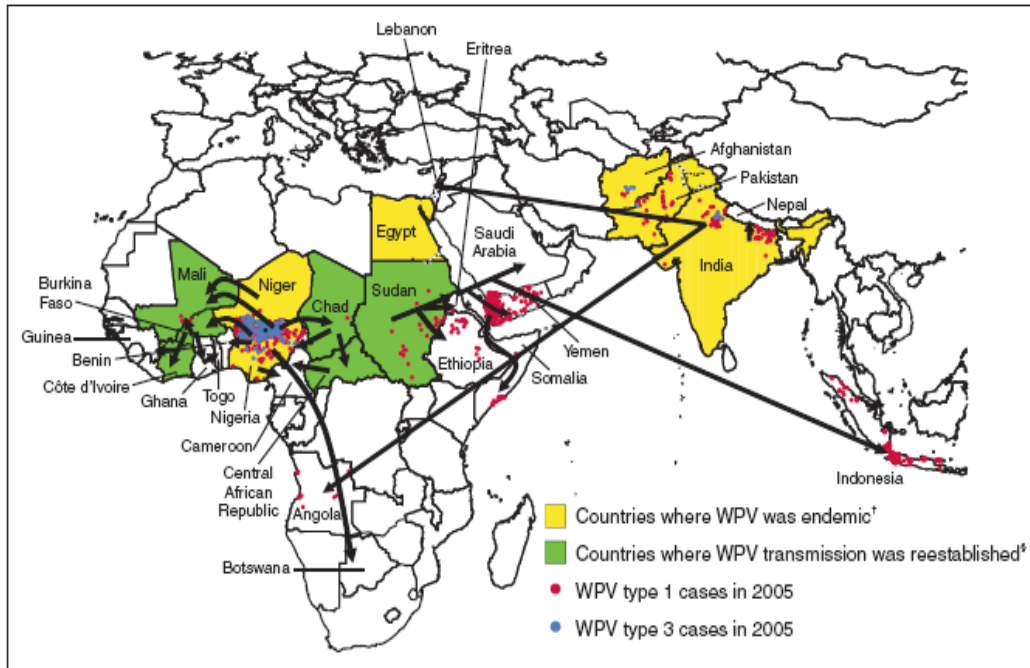 Lebanon
Eritrea
Afghanistan
Pakistan
Nepal
Egypt
Saudi
Arabia
India
Mali
Niger
Burkina
Faso
Chad
Sudan
Guinea
Benin
Yemen
Ethiopia
Somalia
Côte d'Ivoire
Togo
Ghana
Nigeria
Cameroon
Central
African
Republic
Indonesia
Angola
Botswana
Countries where WPV was endemic†
Countries where WPV transmission was reestablished§
WPV type 1 cases in 2005
WPV type 3 cases in 2005